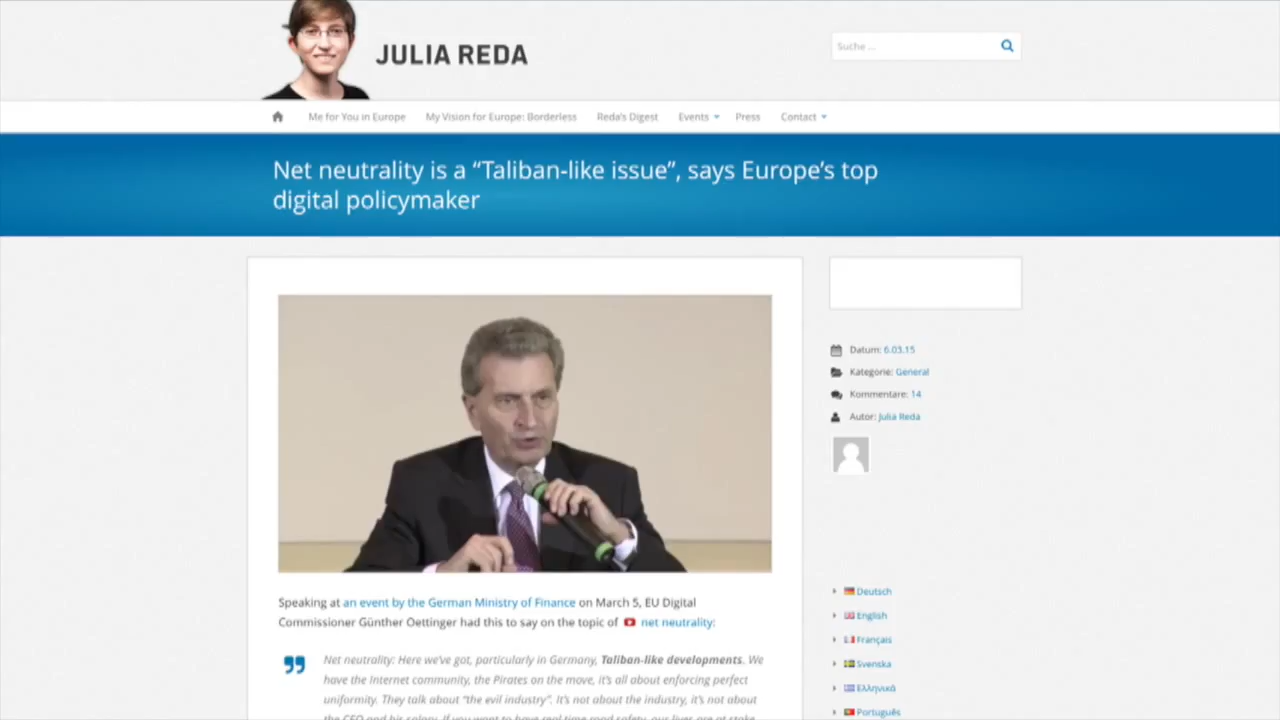 JULIA REDA
Suche ...
Me for You in Europe
My Vision for Europe: Borderless
Reda's Digest
Events
Press
Contact
Net neutrality is a “Taliban-like issue”, says Europe’s top
digital policymaker
Datum: 6.03.15
Kategorie: General
Kommentare: 14
Autor: Julia Reda
Speaking at an event by the German Ministry of Finance on March 5, EU Digital
Commissioner Günther Oettinger had this to say on the topic of net neutrality:
Net neutrality: Here we’ve got, particularly in Germany, Taliban-like developments. We
have the Internet community, the Pirates on the move, it’s all about enforcing perfect
uniformity. They talk about “the evil industry”. It’s not about the industry, it’s not about
the CEO and his salary. If you want to have real time road safety, our lives are at stake
Deutsch
English
Français
Svenska
Ελληνικά
Português